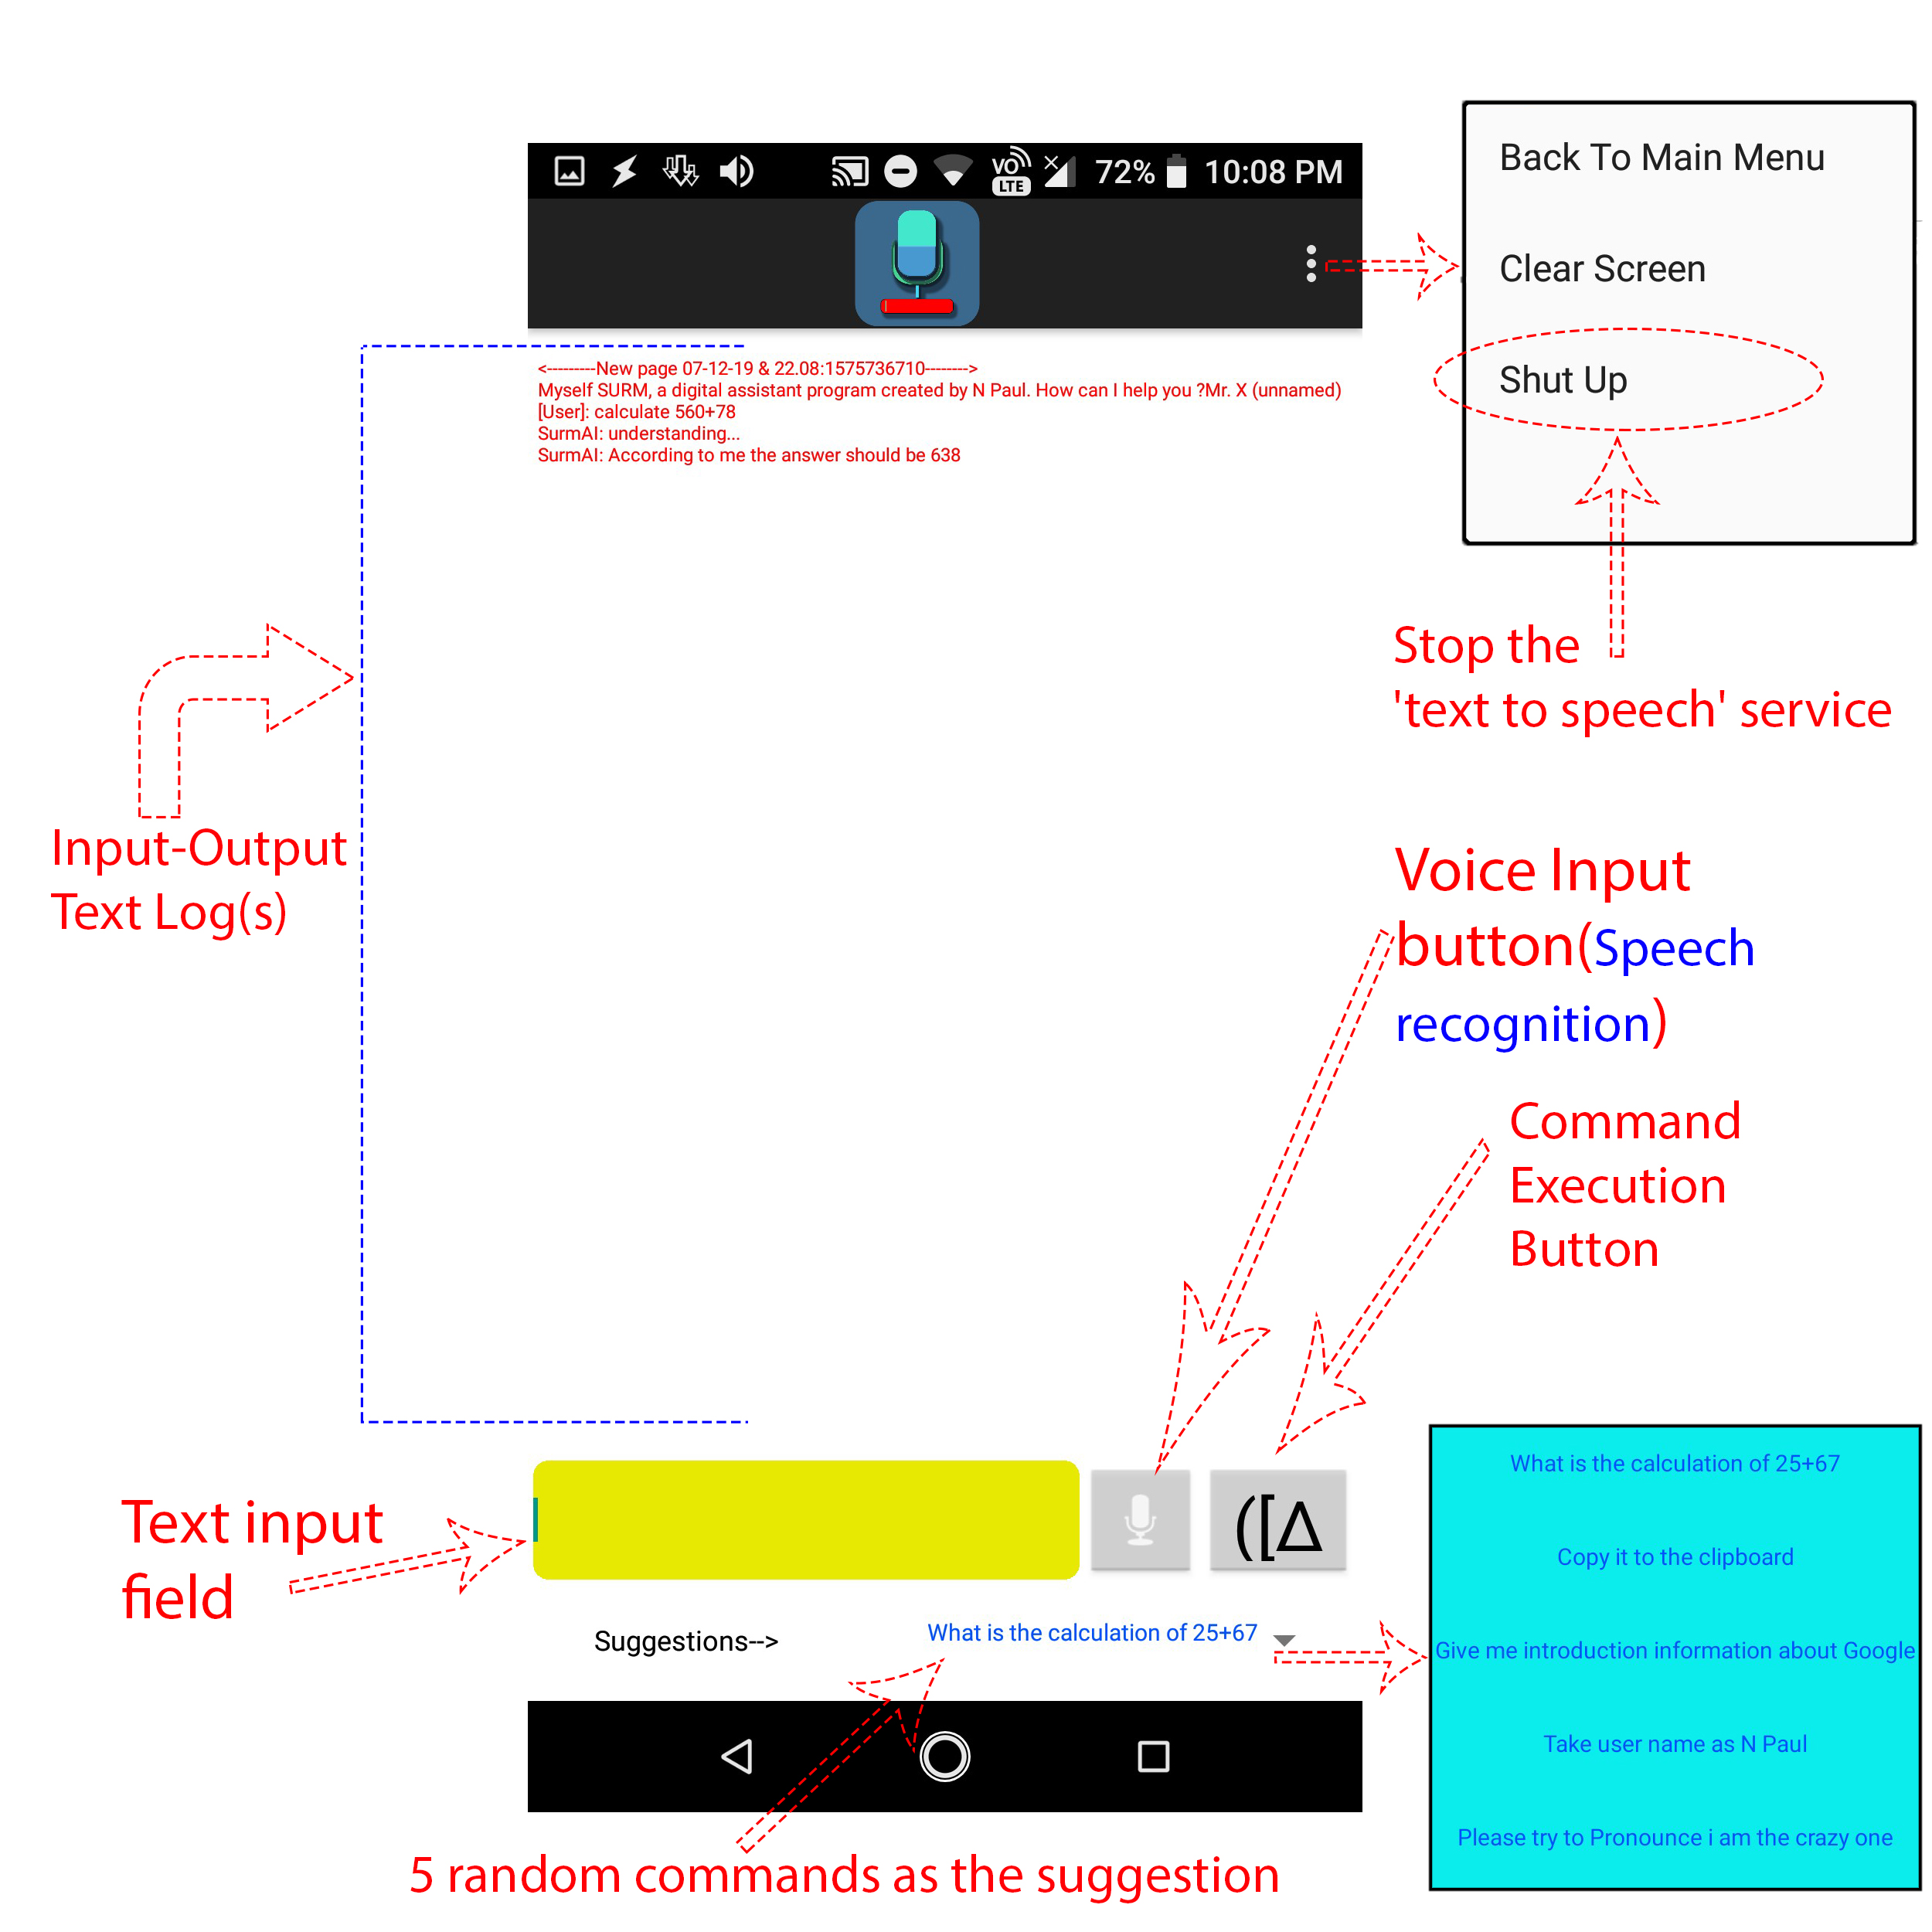 VO LTE 72% 10:08 PM
Back To Main Menu
Clear Screen
Shut Up
<---------New page 07-12-19 & 22.08:1575736710-------->
Myself SURM, a digital assistant program created by N Paul. How can I help you ?Mr. X (unnamed)
[User]: calculate 560+78
SurmAI: understanding...
SurmAI: According to me the answer should be 638
Stop the
'text to speech' service
Input-Output
Text Log(s)
Voice Input
button(Speech
recognition)
Command
Execution
Button
Text input
field
([Δ
Suggestions-->
What is the calculation of 25+67
What is the calculation of 25+67
Copy it to the clipboard
Give me introduction information about Google
Take user name as N Paul
Please try to Pronounce i am the crazy one
5 random commands as the suggestion